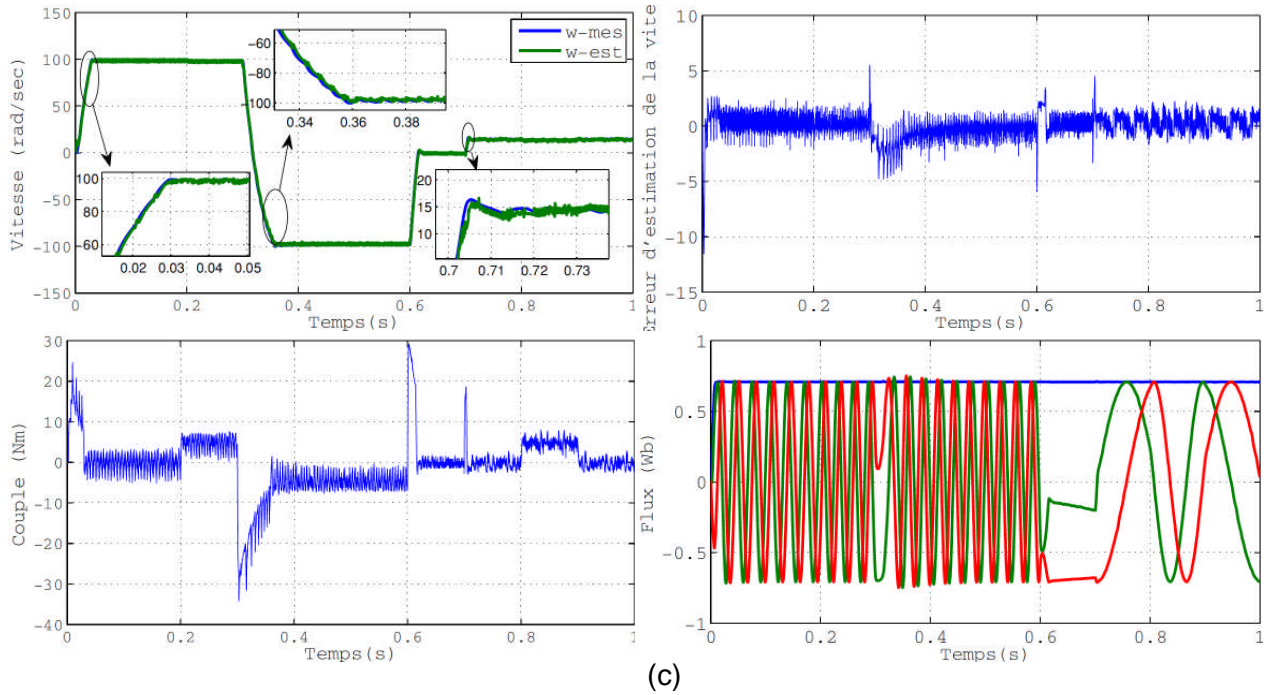 150
100
50
0
-50
-100
-150
Vitesse (rad/sec)
w-mes
w-est
-60
-80
-100
0.34 0.36 0.38
100
80
60
0.02 0.03 0.04 0.05
20
15
10
0.7 0.71 0.72 0.73
0 0.2 0.4 0.6 0.8 1
Temps(s)
10
5
0
-5
-10
-15
Erreur d'estimation de la vite
0 0.2 0.4 0.6 0.8 1
Temps(s)
30
20
10
0
-10
-20
-30
-40
Couple (Nm)
0 0.2 0.4 0.6 0.8 1
Temps(s)
1
0.5
0
-0.5
-1
Flux (Wb)
0 0.2 0.4 0.6 0.8 1
Temps(s)
(c)